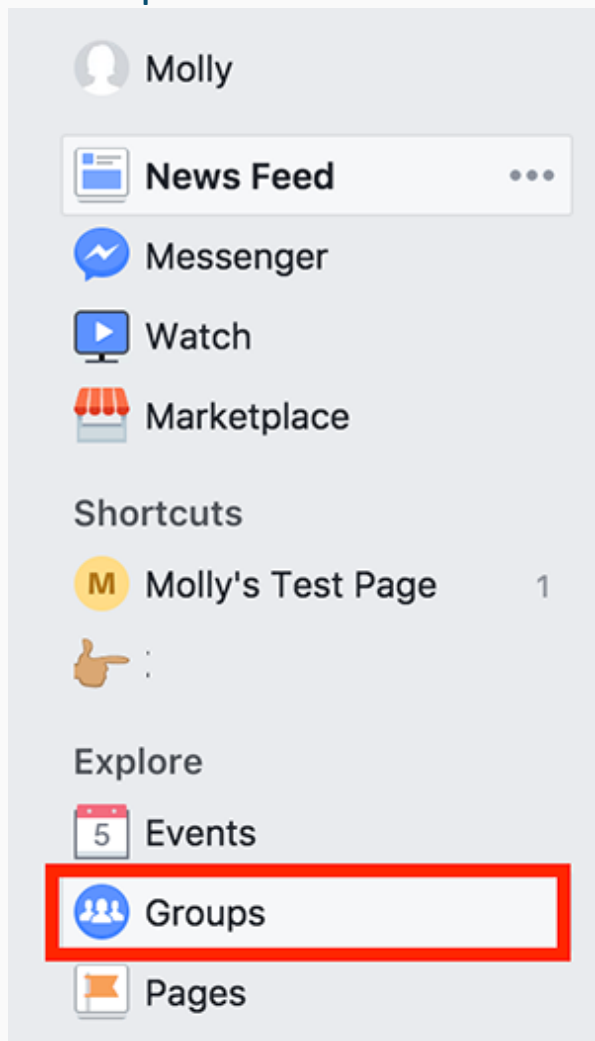 Molly
News Feed
Messenger
Watch
Marketplace
Shortcuts
M Molly's Test Page 1
Explore
5 Events
Groups
Pages